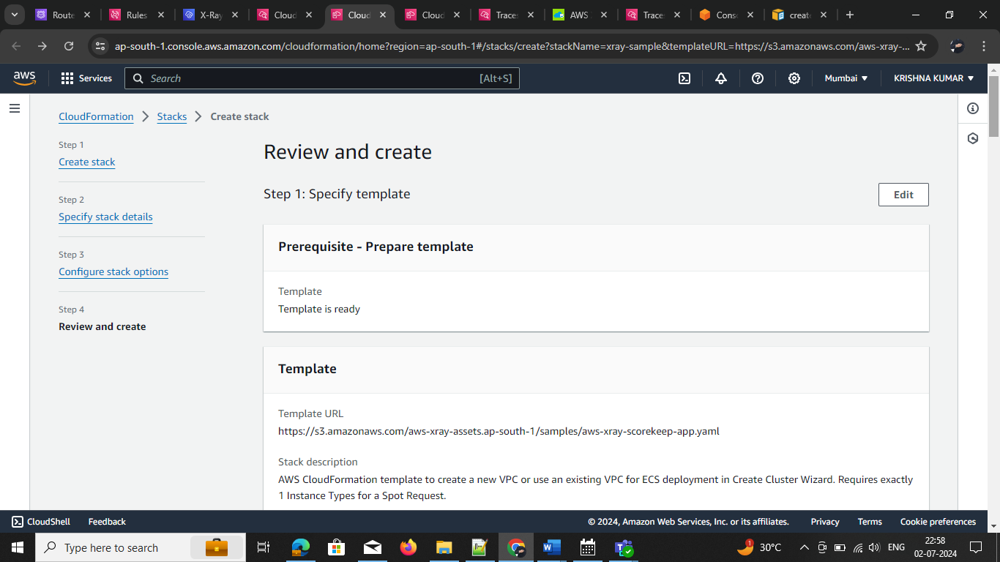 Route
Rules
X-Ray
Cloud
Cloud
Cloud
Traces
AWS
Traces
Conso
create
ap-south-1.console.aws.amazon.com/cloudformation/home?region=ap-south-1#/stacks/create?stackName=xray-sample&templateURL=https://s3.amazonaws.com/aws-xray-...
aws
Services
Search
[Alt+S]
Mumbai
KRISHNA KUMAR
CloudFormation
Stacks
Create stack
Step 1
Create stack
Step 2
Specify stack details
Step 3
Configure stack options
Step 4
Review and create
Review and create
Step 1: Specify template
Edit
Prerequisite - Prepare template
Template
Template is ready
Template
Template URL
https://s3.amazonaws.com/aws-xray-assets.ap-south-1/samples/aws-xray-scorekeep-app.yaml
Stack description
AWS CloudFormation template to create a new VPC or use an existing VPC for ECS deployment in Create Cluster Wizard. Requires exactly
1 Instance Types for a Spot Request.
CloudShell
Feedback
© 2024, Amazon Web Services, Inc. or its affiliates.
Privacy
Terms
Cookie preferences
Type here to search
1
30°C
ENG
22:58
02-07-2024